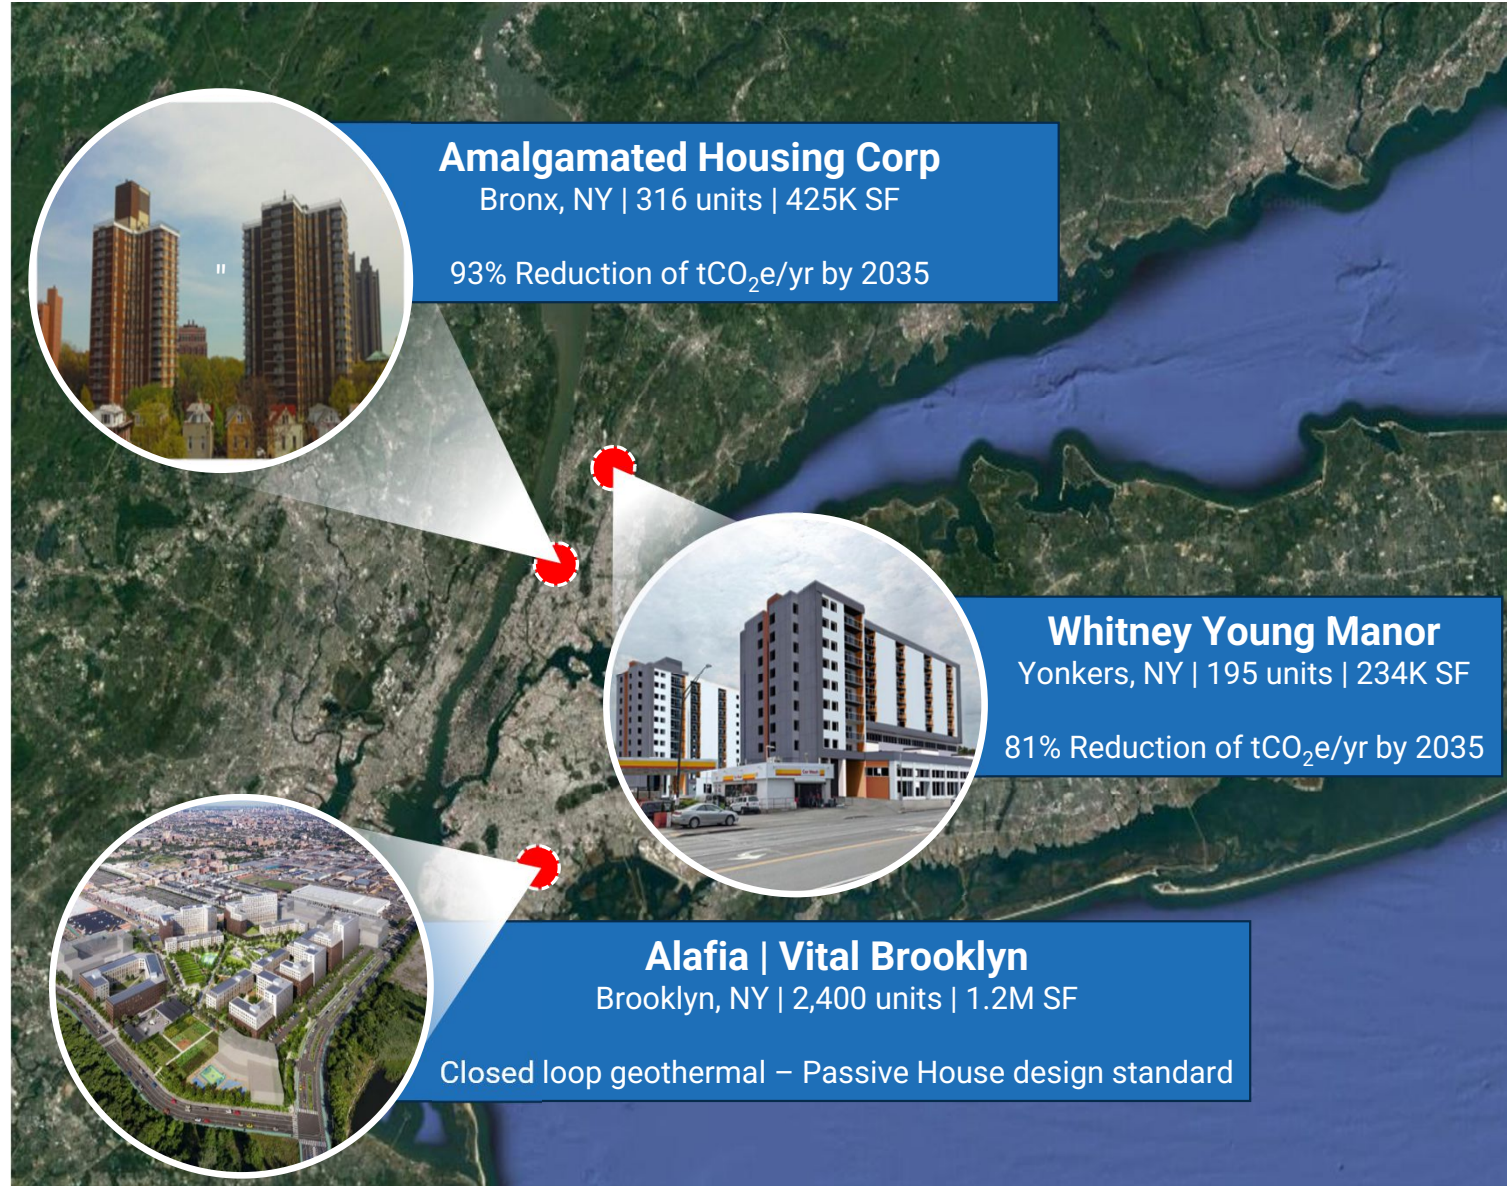 Amalgamated Housing Corp
Bronx, NY | 316 units | 425K SF
93% Reduction of tCO₂e/yr by 2035
"
Whitney Young Manor
Yonkers, NY | 195 units | 234K SF
81% Reduction of tCO₂e/yr by 2035
Alafia | Vital Brooklyn
Brooklyn, NY | 2,400 units | 1.2M SF
Closed loop geothermal – Passive House design standard